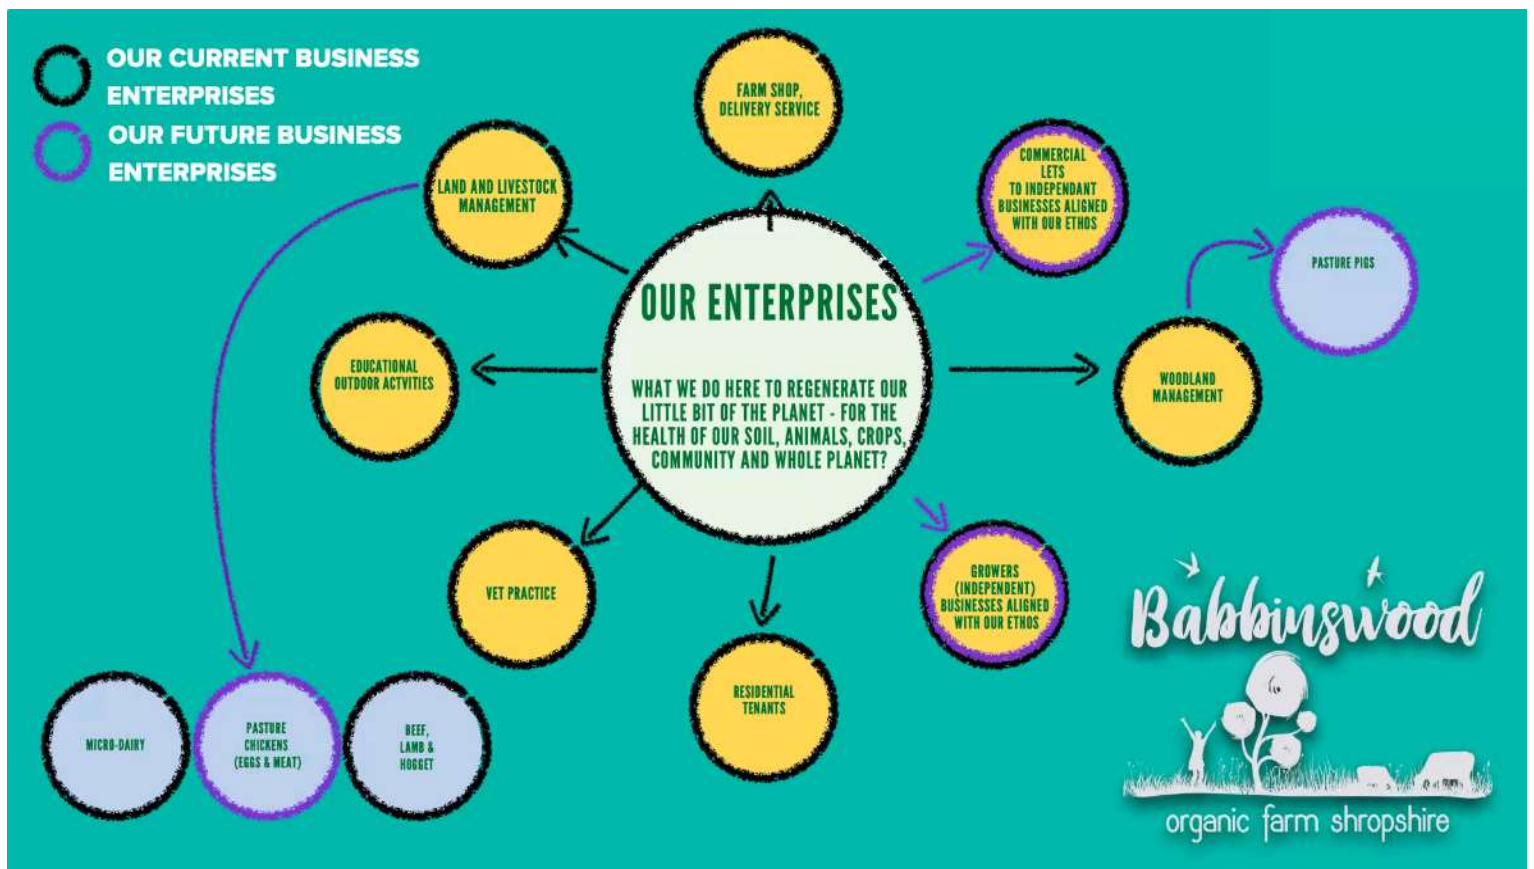 OUR CURRENT BUSINESS
ENTERPRISES
OUR FUTURE BUSINESS
ENTERPRISES
FARM SHOP,
DELIVERY SERVICE
LAND AND LIVESTOCK
MANAGEMENT
COMMERCIAL
LETS
TO INDEPENDANT
BUSINESSES ALIGNED
WITH OUR ETHOS
PASTURE PIGS
OUR ENTERPRISES
WHAT WE DO HERE TO REGENERATE OUR
LITTLE BIT OF THE PLANET - FOR THE
HEALTH OF OUR SOIL, ANIMALS, CROPS,
COMMUNITY AND WHOLE PLANET?
EDUCATIONAL
OUTDOOR ACTVITIES
WOODLAND
MANAGEMENT
VET PRACTICE
GROWERS
(INDEPENDENT)
BUSINESSES ALIGNED
WITH OUR ETHOS
RESIDENTIAL
TENANTS
MICRO-DAIRY
PASTURE
CHICKENS
(EGGS & MEAT)
BEEF,
LAMB &
HOGGET
Babbinswood
organic farm shropshire